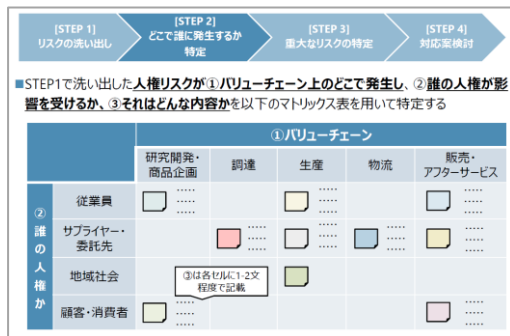 [STEP 1]
リスクの洗い出し
[STEP 2]
どこで誰に発生するか
特定
[STEP 3]
重大なリスクの特定
[STEP 4]
対応案検討
■STEP1で洗い出した人権リスクが①バリューチェーン上のどこで発生し、②誰の人権が影
響を受けるか、③それはどんな内容かを以下のマトリックス表を用いて特定する
①バリューチェーン
研究開発・
商品企画
調達
生産
物流
販売・
アフターサービス
②誰の人権か
従業員
サプライヤー・
委託先
地域社会
③は各セルに1-2文
程度で記載
顧客・消費者